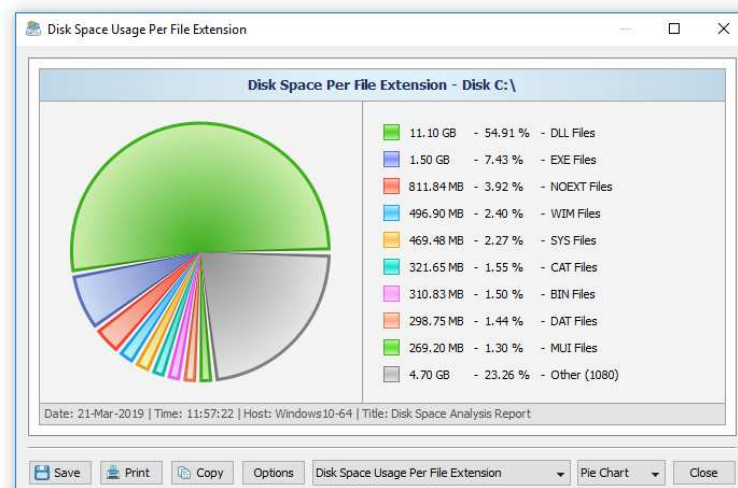 Disk Space Usage Per File Extension
Disk Space Per File Extension - Disk C:\
11.10 GB - 54.91 % - DLL Files
1.50 GB - 7.43 % - EXE Files
811.84 MB - 3.92 % - NOEXT Files
496.90 MB - 2.40 % - WIM Files
469.48 MB - 2.27 % - SYS Files
321.65 MB - 1.55 % - CAT Files
310.83 MB - 1.50 % - BIN Files
298.75 MB - 1.44 % - DAT Files
269.20 MB - 1.30 % - MUI Files
4.70 GB - 23.26 % - Other (1080)
Date: 21-Mar-2019 | Time: 11:57:22 | Host: Windows10-64 | Title: Disk Space Analysis Report
Save Print Copy Options Disk Space Usage Per File Extension Pie Chart Close